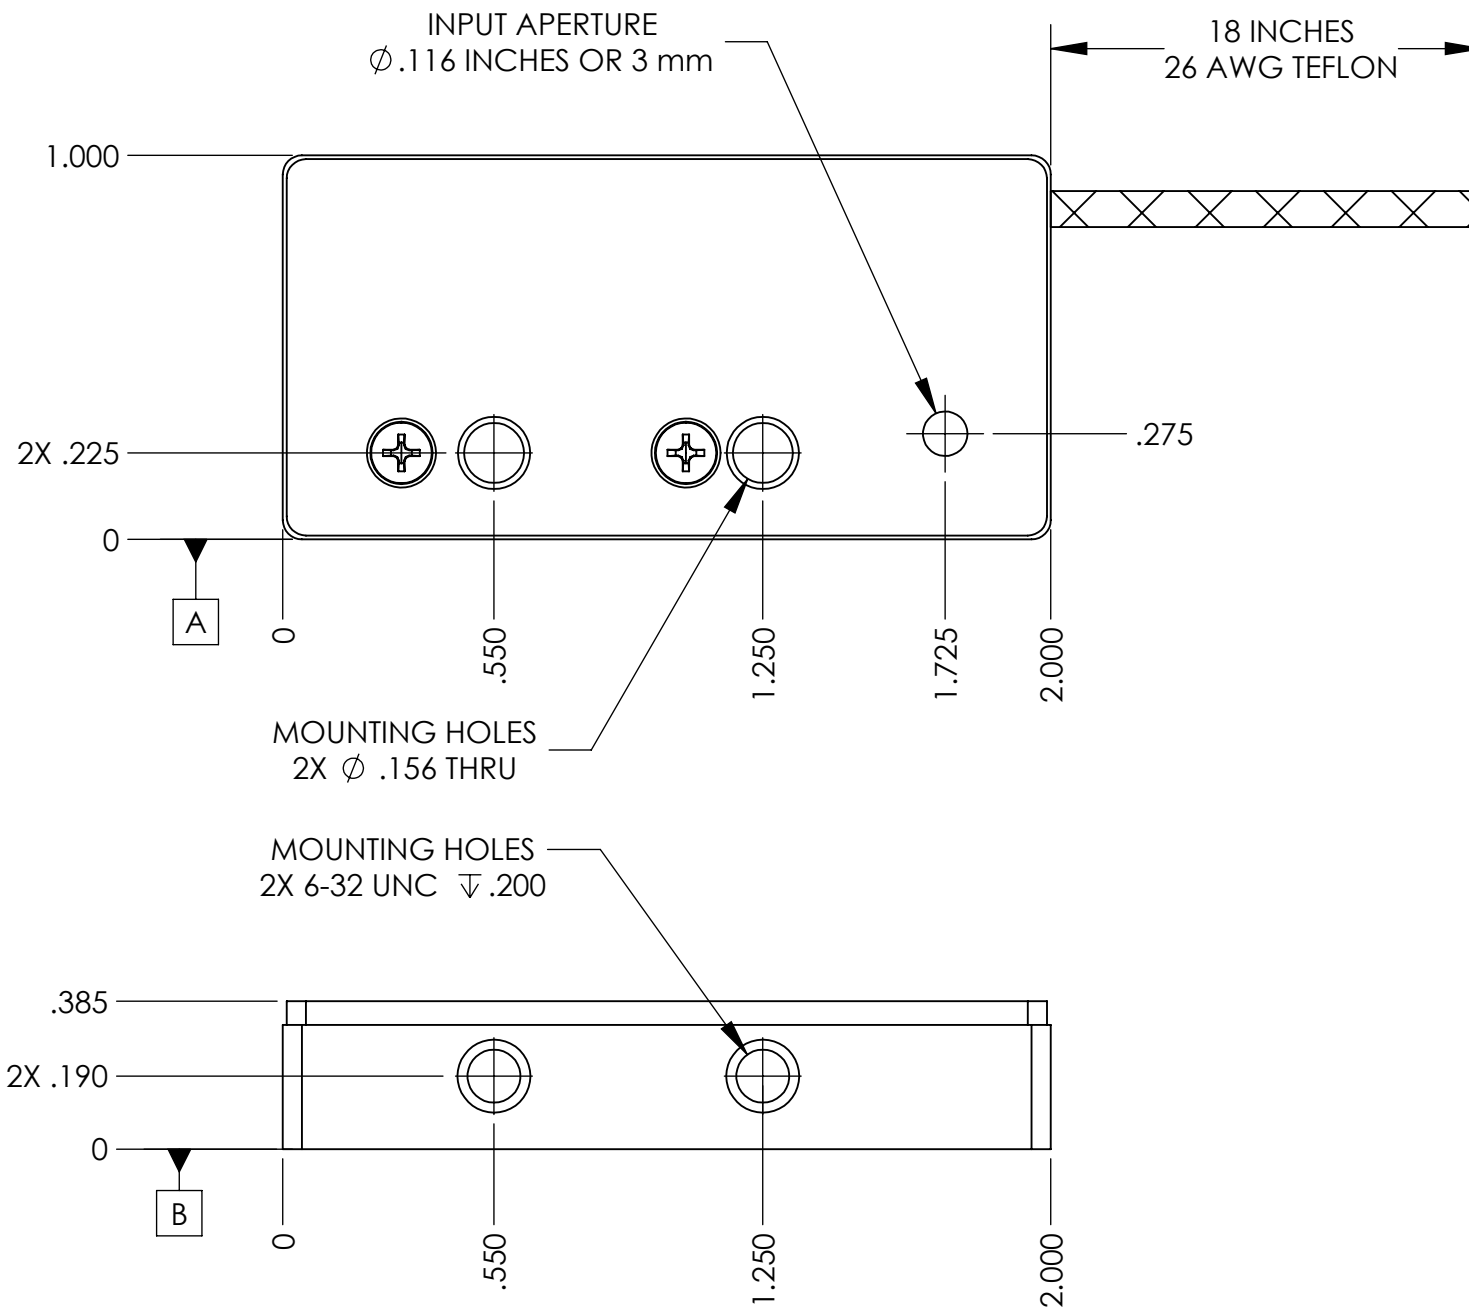 INPUT APERTURE
⌀.116 INCHES OR 3 mm
18 INCHES
26 AWG TEFLON
1.000
2X .225
.275
0
A
0
.550
1.250
1.725
2.000
MOUNTING HOLES
2X ⌀ .156 THRU
MOUNTING HOLES
2X 6-32 UNC ↧ .200
.385
2X .190
0
B
0
.550
1.250
2.000